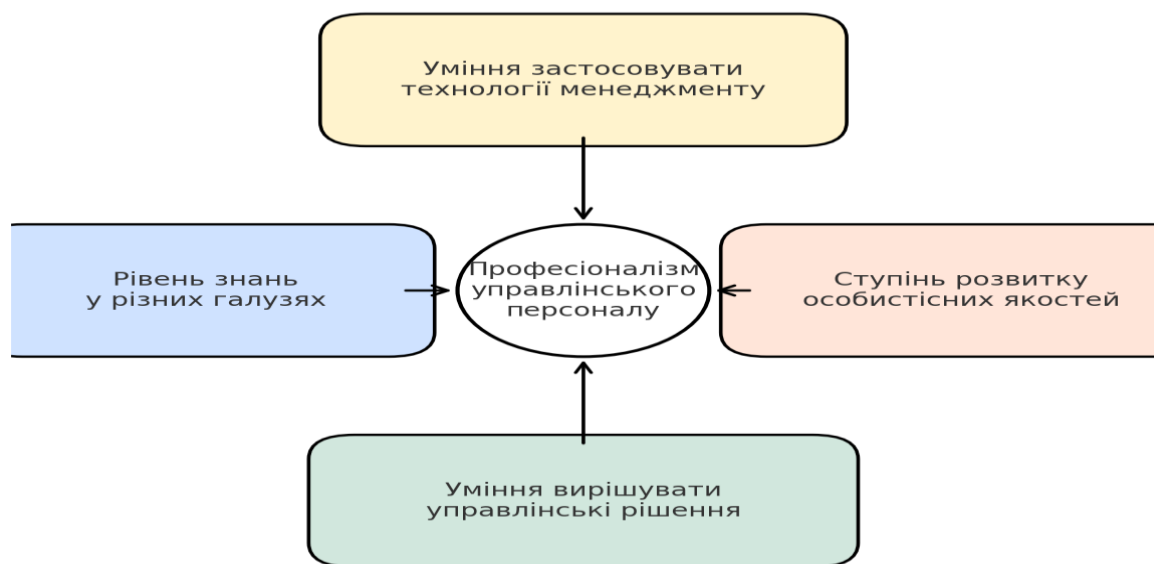 Уміння застосовувати
технології менеджменту
Рівень знань
у різних галузях
Професіоналізм
управлінського
персоналу
Ступінь розвитку
особистісних якостей
Уміння вирішувати
управлінські рішення